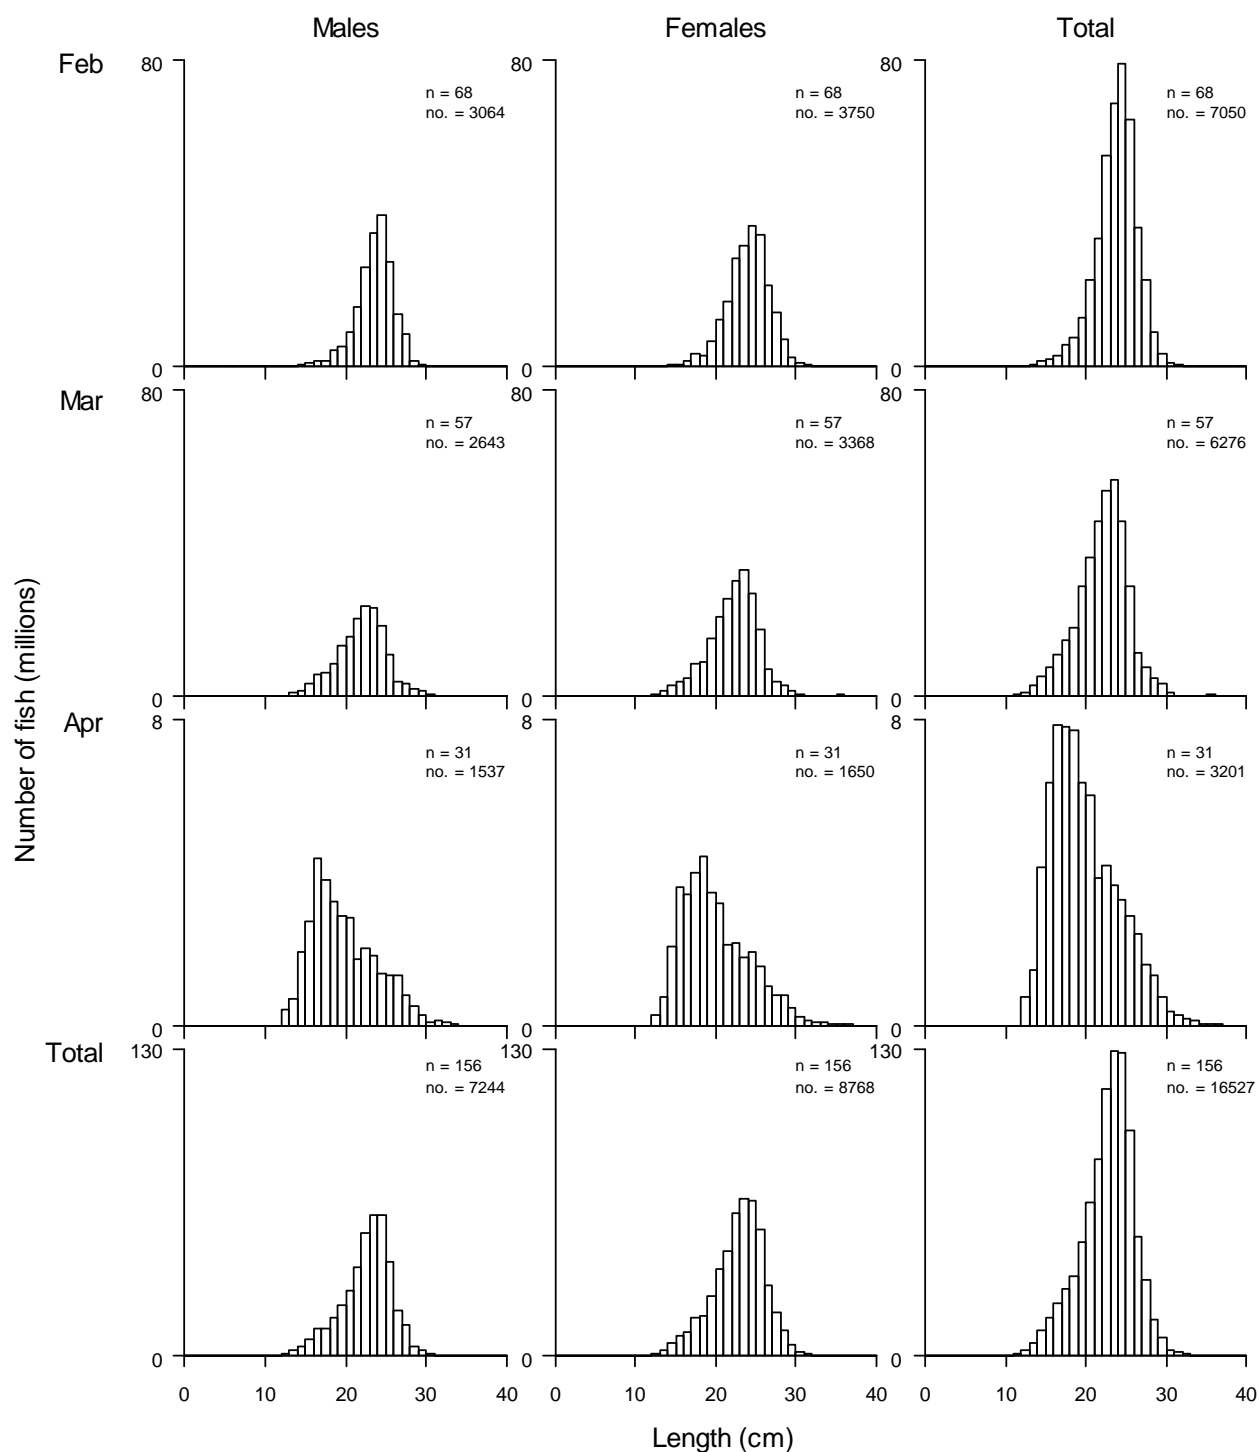 Males Females Total
Feb
80 80 80
n = 68 n = 68 n = 68
no. = 3064 no. = 3750 no. = 7050
0 0 0
Mar
80 80 80
n = 57 n = 57 n = 57
no. = 2643 no. = 3368 no. = 6276
0 0 0
Number of fish (millions)
Apr
8 8 8
n = 31 n = 31 n = 31
no. = 1537 no. = 1650 no. = 3201
0 0 0
Total
130 130 130
n = 156 n = 156 n = 156
no. = 7244 no. = 8768 no. = 16527
0 0 0
0 10 20 30 40 0 10 20 30 40 0 10 20 30 40
Length (cm)